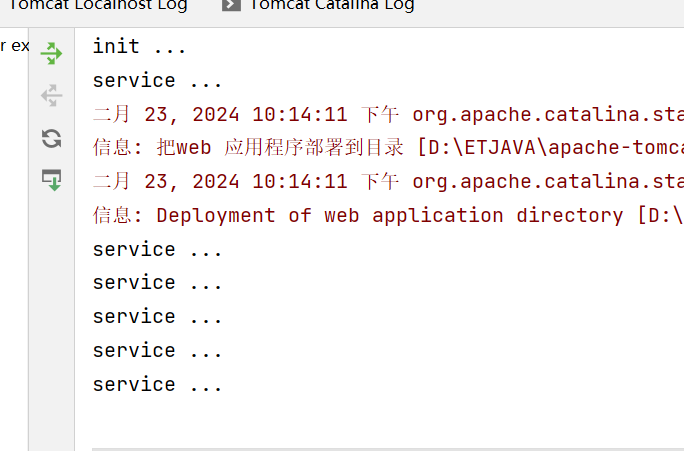 Tomcat Localhost Log Tomcat Catalina Log
r ex
init ...
service ...
二月 23, 2024 10:14:11 下午 org.apache.catalina.sta
信息: 把web 应用程序部署到目录 [D:\ETJAVA\apache-tomca
二月 23, 2024 10:14:11 下午 org.apache.catalina.sta
信息: Deployment of web application directory [D:\
service ...
service ...
service ...
service ...
service ...